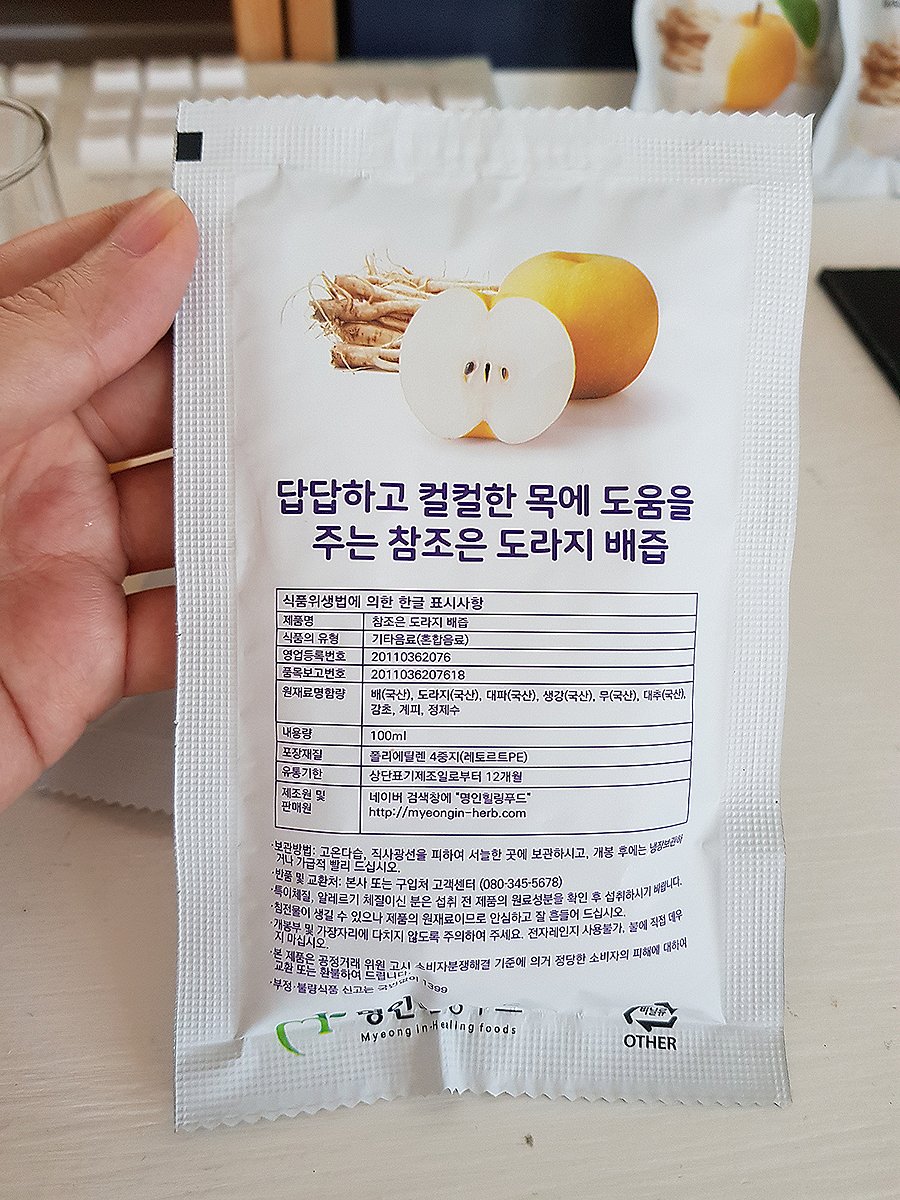 답답하고 컬컬한 목에 도움을
주는 참조은 도라지 배즙
식품위생법에 의한 한글 표시사항
제품명 참조은 도라지 배즙
식품의 유형 기타음료(혼합음료)
영업등록번호 20110362076
품목보고번호 2011036207618
원재료명함량 배(국산), 도라지(국산), 대파(국산), 생강(국산), 무(국산), 대추(국산),
감초, 계피, 정제수
내용량 100ml
포장재질 폴리에틸렌 4중지(레토르트PE)
유통기한 상단표기제조일로부터 12개월
제조원 및 네이버 검색창에 "명인힐링푸드"
판매원 http://myeongin-herb.com
·보관방법: 고온다습, 직사광선을 피하여 서늘한 곳에 보관하시고, 개봉 후에는 냉장보관하
거나 가급적 빨리 드십시오.
·반품 및 교환처: 본사 또는 구입처 고객센터 (080-345-5678)
·특이체질, 알레르기 체질이신 분은 섭취 전 제품의 원료성분을 확인 후 섭취하시기 바랍니다.
·침전물이 생길 수 있으나 제품의 원재료이므로 안심하고 잘 흔들어 드십시오.
·개봉부 및 가장자리에 다치지 않도록 주의하여 주세요. 전자레인지 사용불가, 불에 직접 데우
지 마십시오.
·본 제품은 공정거래 위원 고시 소비자분쟁해결 기준에 의거 정당한 소비자의 피해에 대하여
교환 또는 환불하여 드립니다.
·부정·불량식품 신고는 1399
Myeong in-Healing foods
비닐류
OTHER